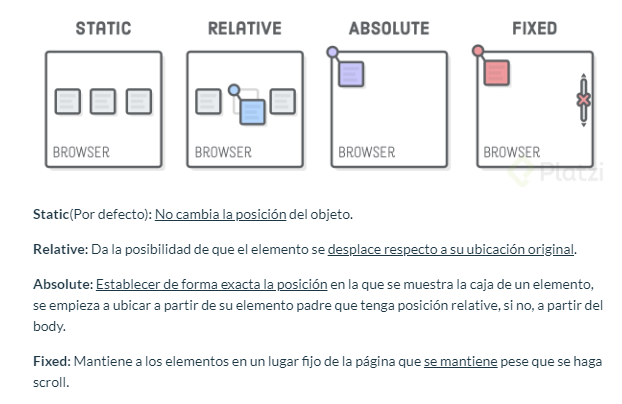 STATIC RELATIVE ABSOLUTE FIXED
BROWSER BROWSER BROWSER BROWSER
Platzi
Static(Por defecto): No cambia la posición del objeto.
Relative: Da la posibilidad de que el elemento se desplace respecto a su ubicación original.
Absolute: Establecer de forma exacta la posición en la que se muestra la caja de un elemento,
se empieza a ubicar a partir de su elemento padre que tenga posición relative, si no, a partir del
body.
Fixed: Mantiene a los elementos en un lugar fijo de la página que se mantiene pese que se haga
scroll.